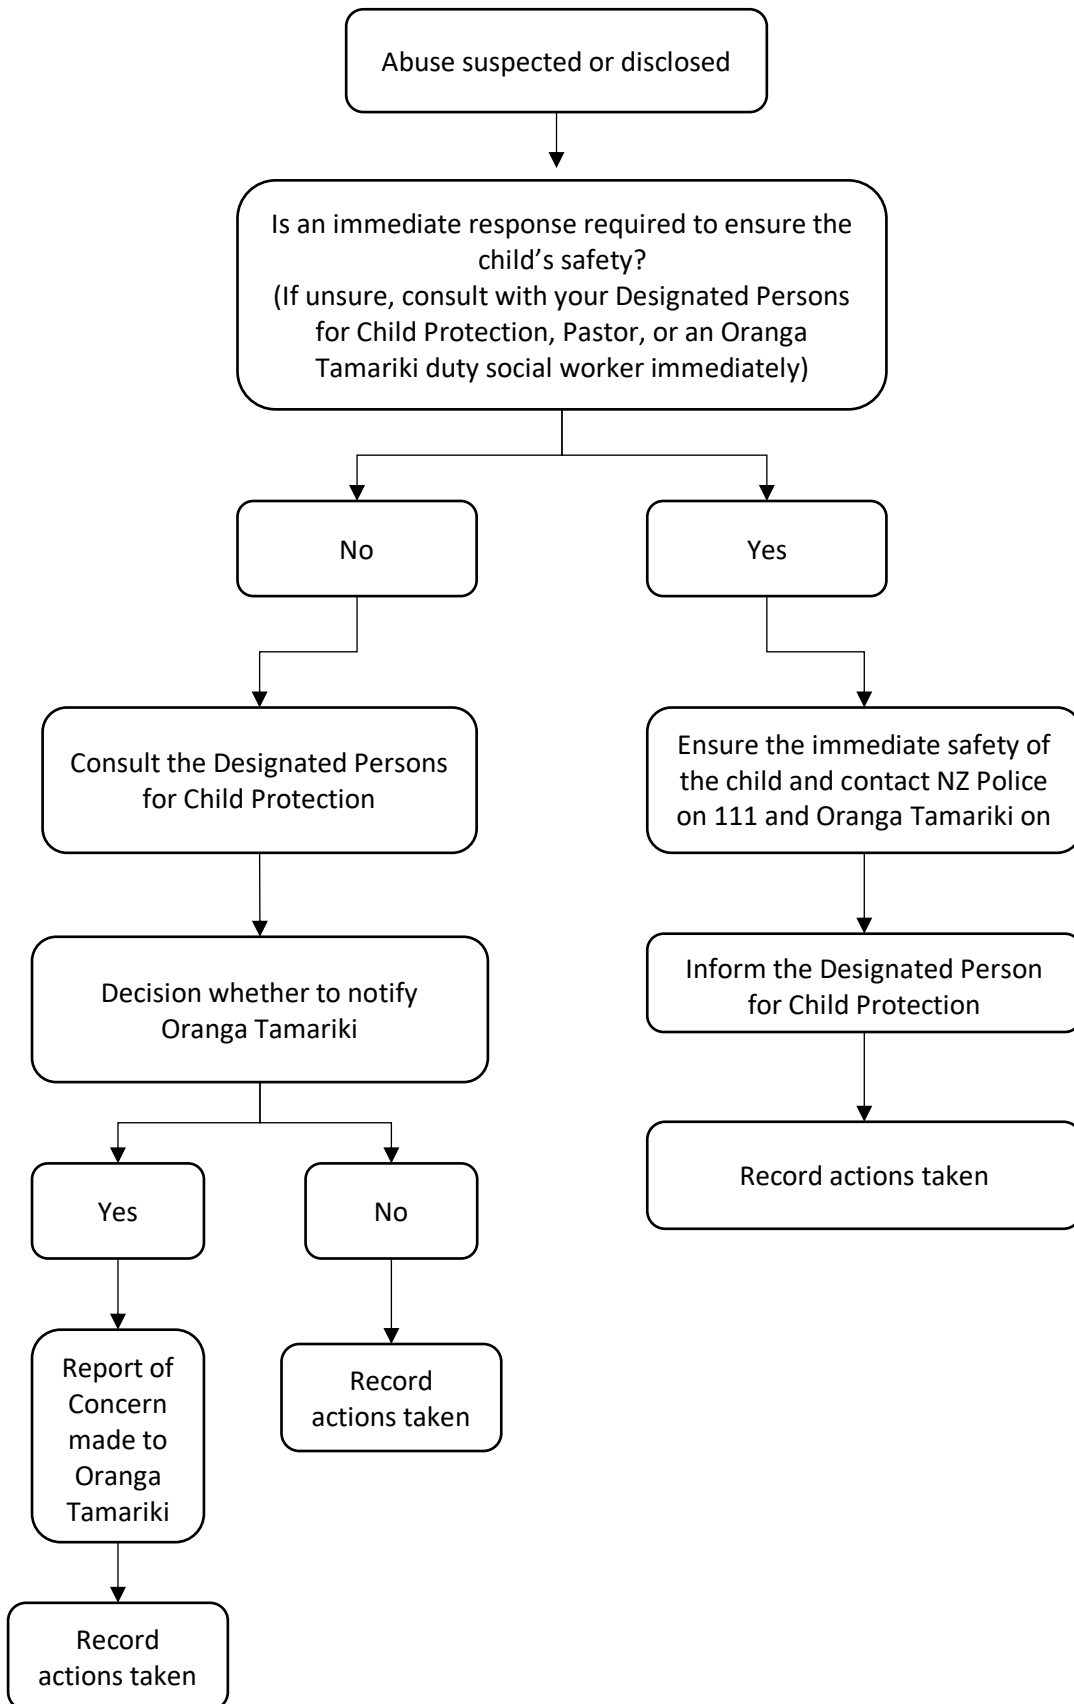 Abuse suspected or disclosed
Is an immediate response required to ensure the
child’s safety?
(If unsure, consult with your Designated Persons
for Child Protection, Pastor, or an Oranga
Tamariki duty social worker immediately)
No
Yes
Consult the Designated Persons
for Child Protection
Ensure the immediate safety of
the child and contact NZ Police
on 111 and Oranga Tamariki on
Decision whether to notify
Oranga Tamariki
Inform the Designated Person
for Child Protection
Yes
No
Record actions taken
Report of
Concern
made to
Oranga
Tamariki
Record
actions taken
Record
actions taken